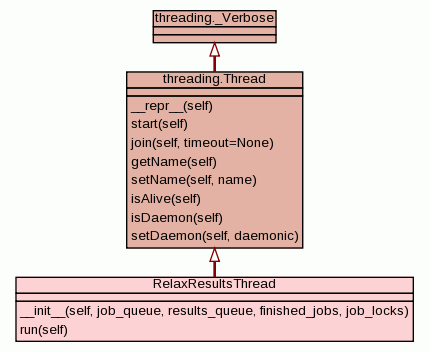 threading._Verbose
threading.Thread
__repr__(self)
start(self)
join(self, timeout=None)
getName(self)
setName(self, name)
isAlive(self)
isDaemon(self)
setDaemon(self, daemonic)
RelaxResultsThread
__init__(self, job_queue, results_queue, finished_jobs, job_locks)
run(self)